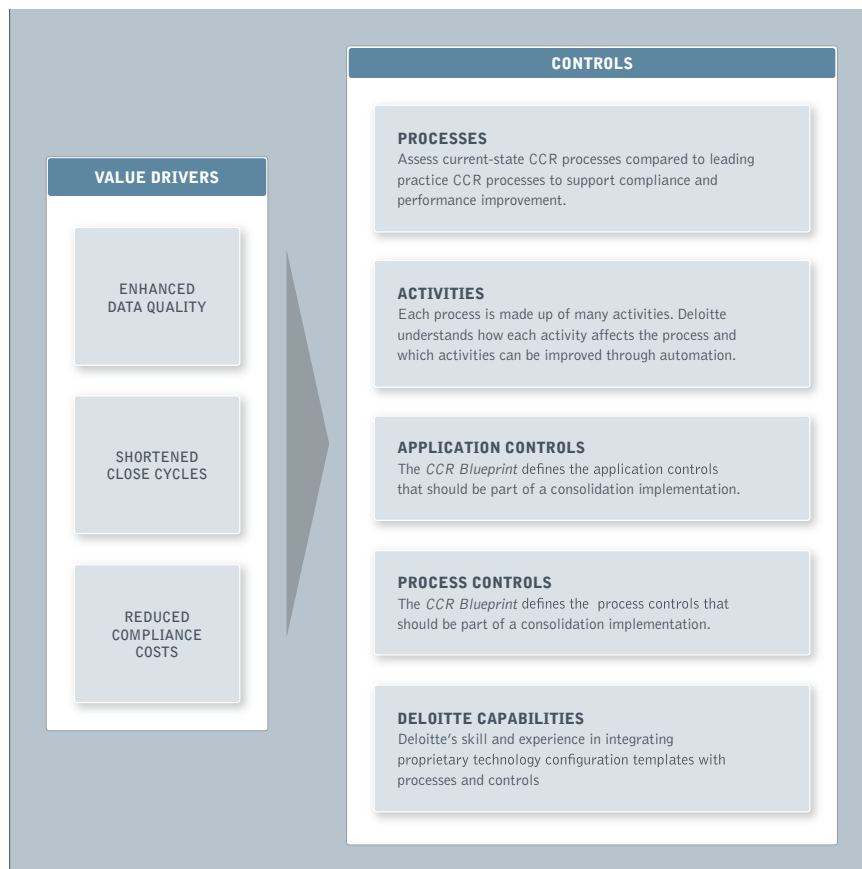 VALUE DRIVERS
ENHANCED
DATA QUALITY
SHORTENED
CLOSE CYCLES
REDUCED
COMPLIANCE
COSTS
CONTROLS
PROCESSES
Assess current-state CCR processes compared to leading
practice CCR processes to support compliance and
performance improvement.
ACTIVITIES
Each process is made up of many activities. Deloitte
understands how each activity affects the process and
which activities can be improved through automation.
APPLICATION CONTROLS
The CCR Blueprint defines the application controls
that should be part of a consolidation implementation.
PROCESS CONTROLS
The CCR Blueprint defines the process controls that
should be part of a consolidation implementation.
DELOITTE CAPABILITIES
Deloitte's skill and experience in integrating
proprietary technology configuration templates with
processes and controls